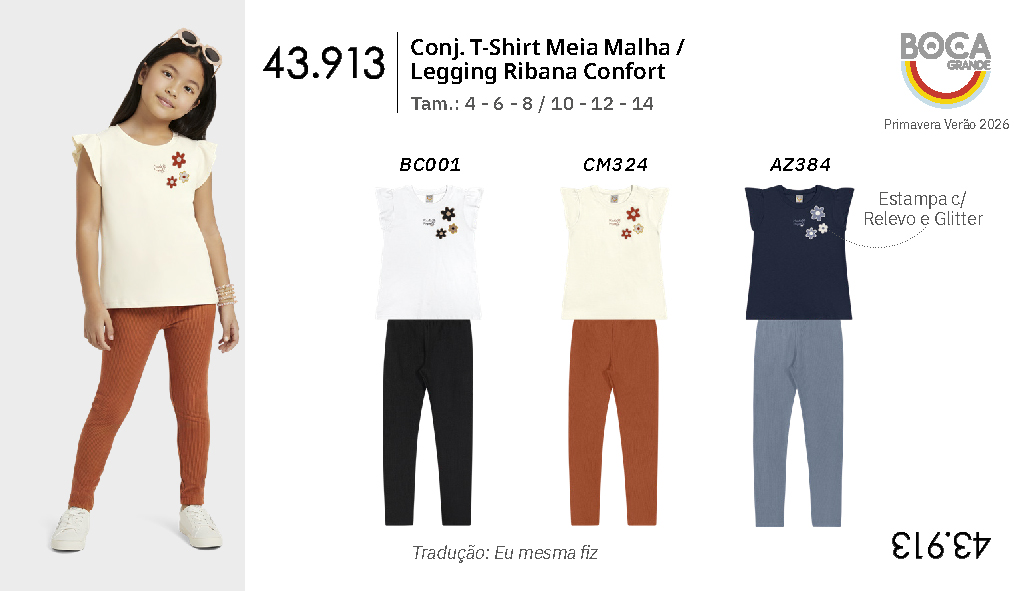 43.913
Conj. T-Shirt Meia Malha /
Legging Ribana Confort
Tam.: 4 - 6 - 8 / 10 - 12 - 14
BOCA
GRANDE
Primavera Verão 2026
BC001
CM324
AZ384
Estampa c/
Relevo e Glitter
Tradução: Eu mesma fiz
43.913